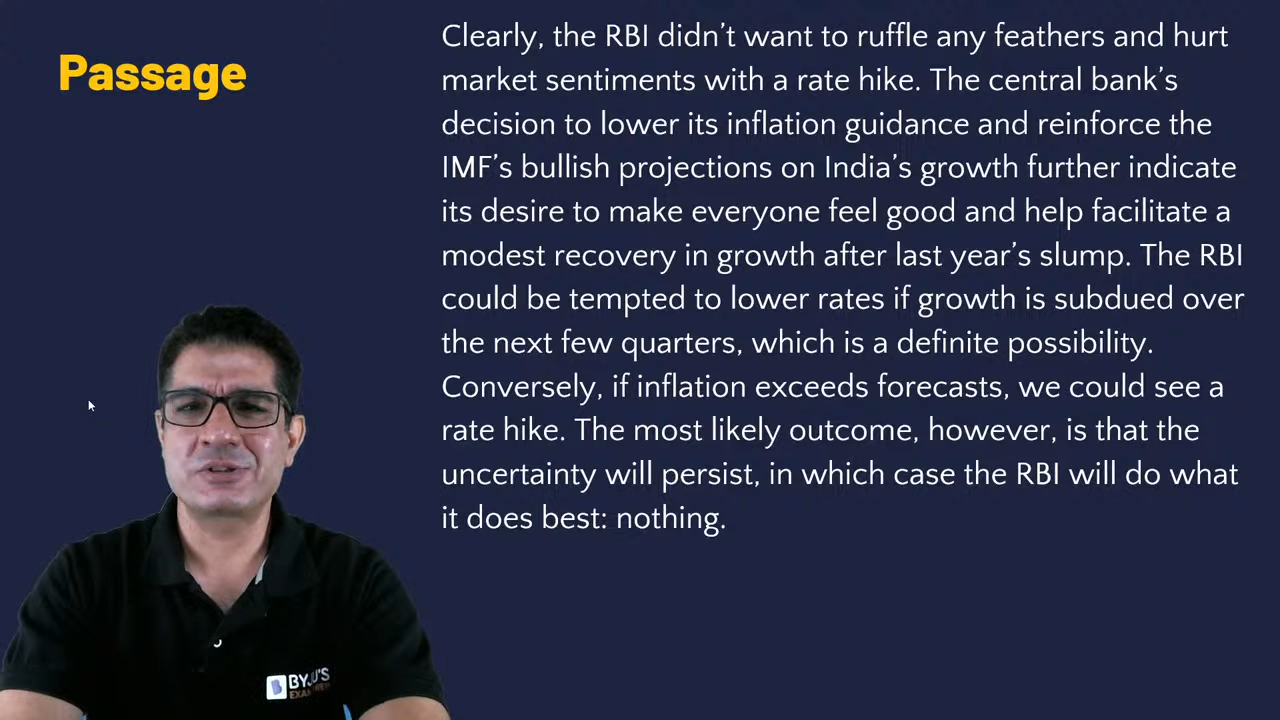 Passage
Clearly, the RBI didn't want to ruffle any feathers and hurt
market sentiments with a rate hike. The central bank's
decision to lower its inflation guidance and reinforce the
IMF's bullish projections on India's growth further indicate
its desire to make everyone feel good and help facilitate a
modest recovery in growth after last year's slump. The RBI
could be tempted to lower rates if growth is subdued over
the next few quarters, which is a definite possibility.
Conversely, if inflation exceeds forecasts, we could see a
rate hike. The most likely outcome, however, is that the
uncertainty will persist, in which case the RBI will do what
it does best: nothing.
BYJU'S